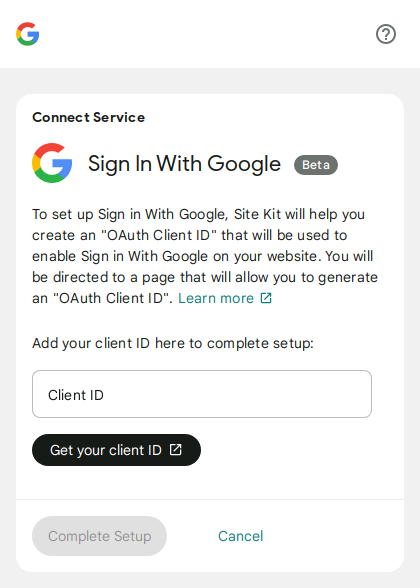 Connect Service
Sign In With Google Beta
To set up Sign in With Google, Site Kit will help you
create an "OAuth Client ID" that will be used to
enable Sign in With Google on your website. You will
be directed to a page that will allow you to generate
an "OAuth Client ID". Learn more
Add your client ID here to complete setup:
Client ID
Get your client ID
Complete Setup Cancel